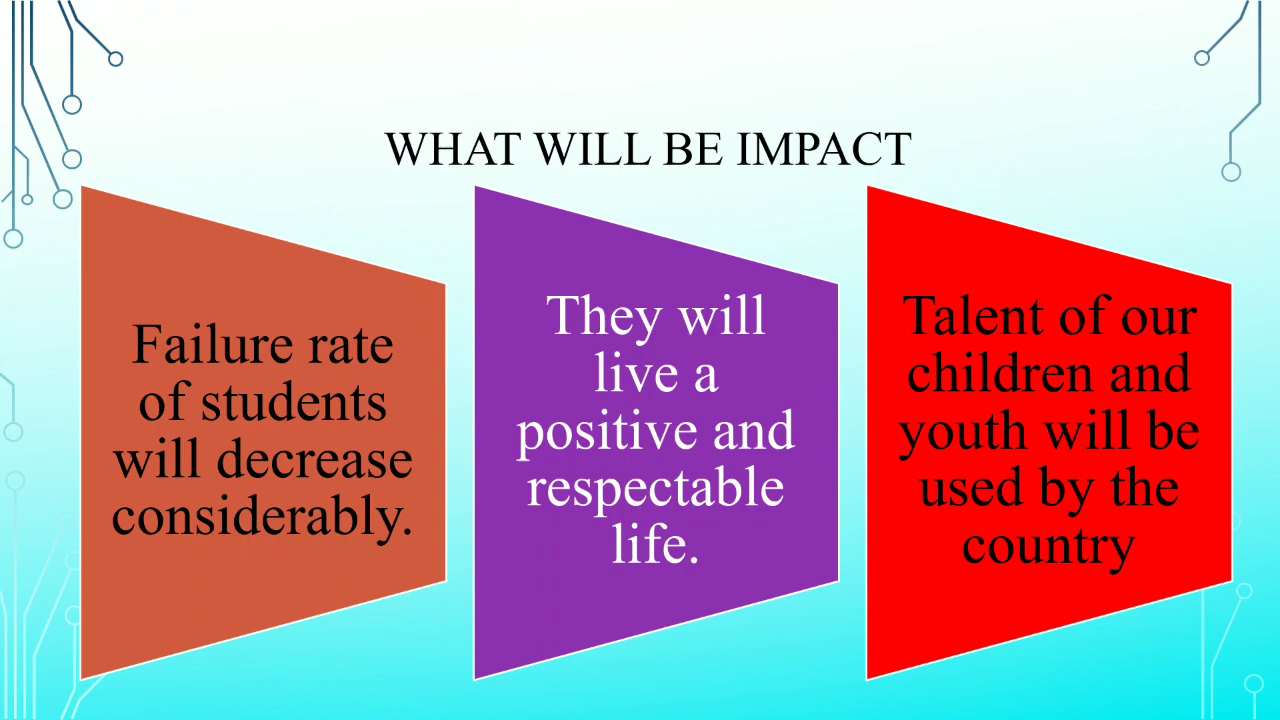 WHAT WILL BE IMPACT
Failure rate
of students
will decrease
considerably.
They will
live a
positive and
respectable
life.
Talent of our
children and
youth will be
used by the
country